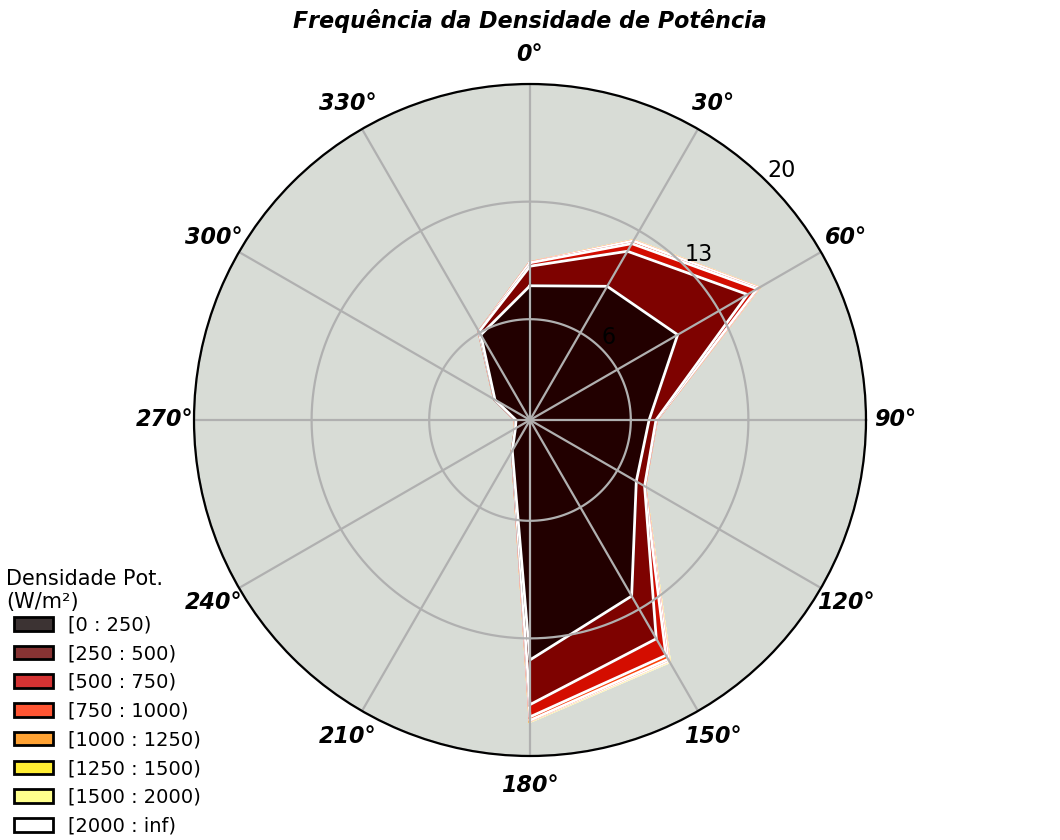 Frequência da Densidade de Potência
0°
330°
30°
20
300°
60°
13
6
270°
90°
240°
120°
210°
150°
180°
Densidade Pot.
(W/m²)
[0 : 250)
[250 : 500)
[500 : 750)
[750 : 1000)
[1000 : 1250)
[1250 : 1500)
[1500 : 2000)
[2000 : inf)